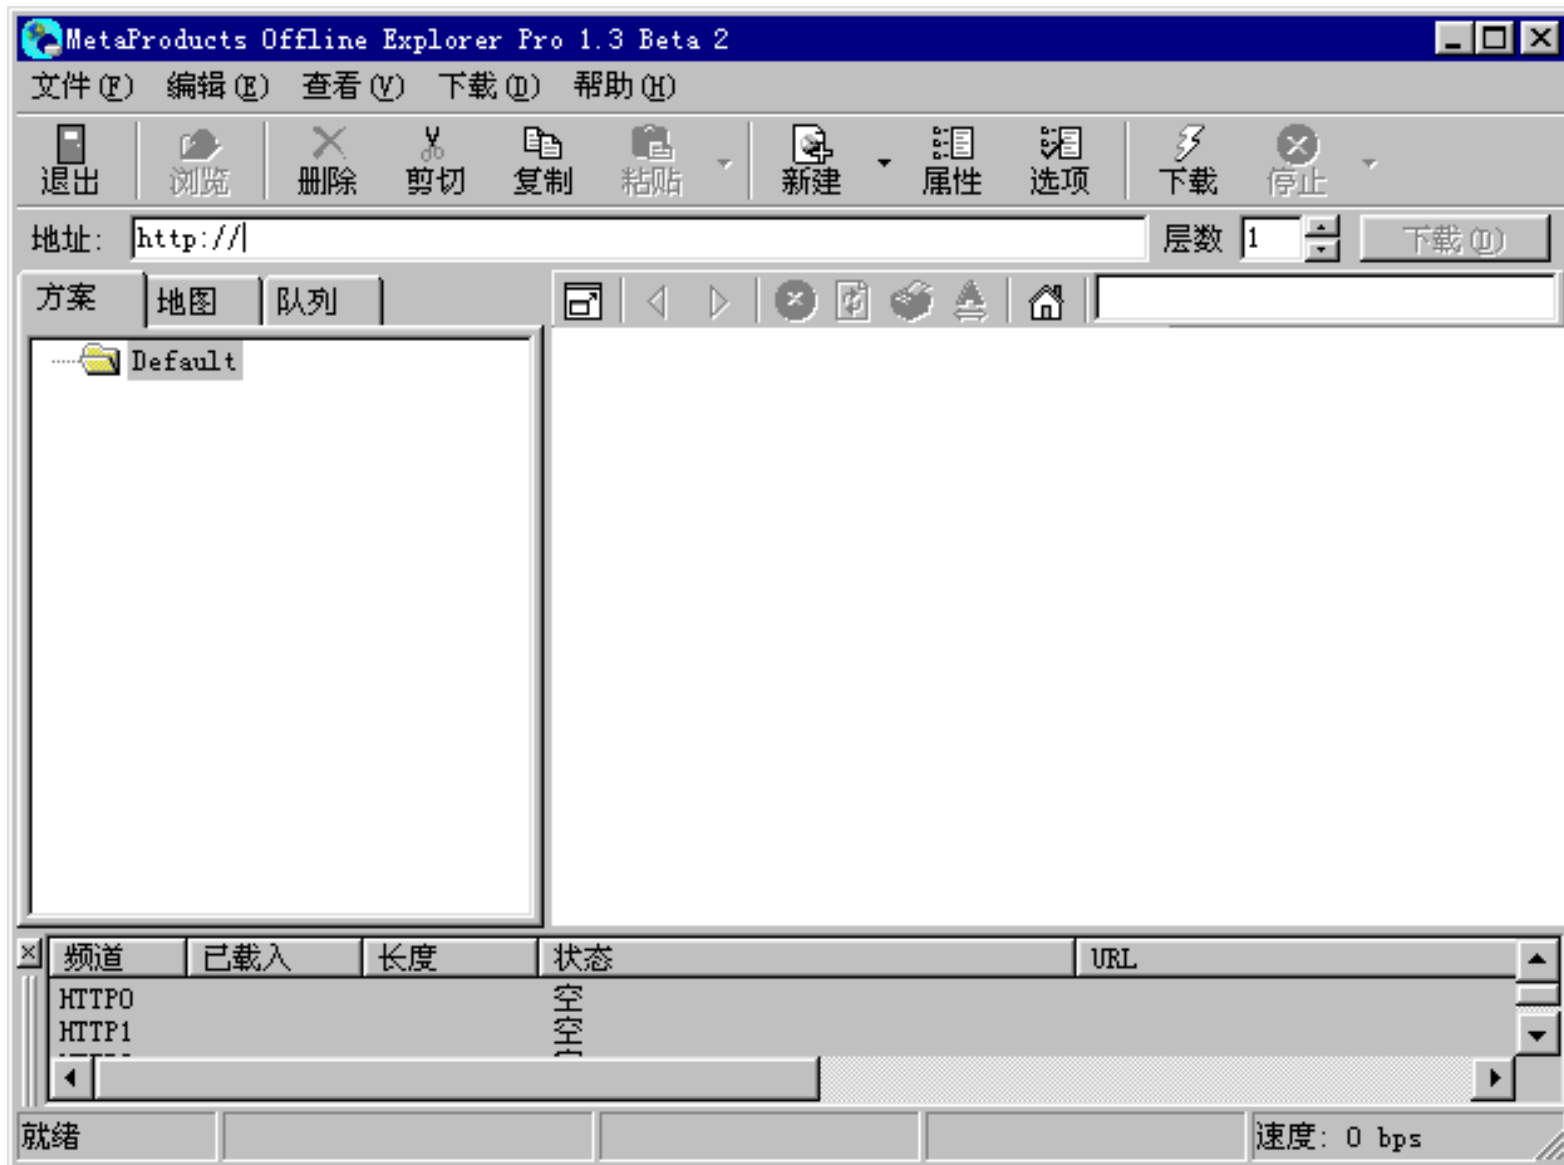 MetaProducts Offline Explorer Pro 1.3 Beta 2
文件(F) 编辑(E) 查看(V) 下载(D) 帮助(H)
退出 浏览 删除 剪切 复制 粘贴 新建 属性 选项 下载 停止
地址: http:// 层数 1 下载(D)
方案 地图 队列
Default
频道 已载入 长度 状态 URL
HTTP0 空
HTTP1 空
就绪 速度: 0 bps